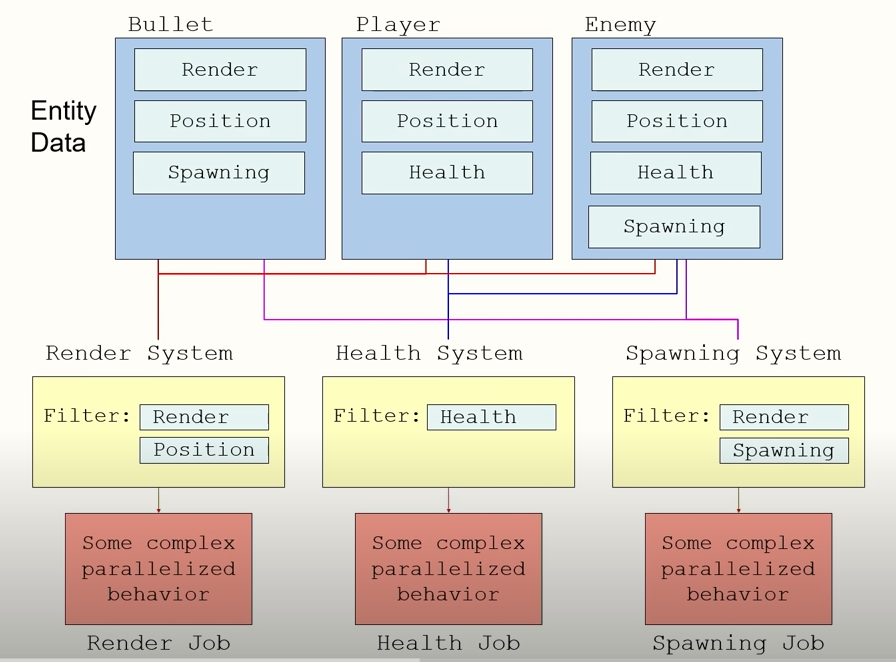 Bullet
Player
Enemy
Entity
Data
Render
Position
Spawning
Render
Position
Health
Render
Position
Health
Spawning
Render System
Health System
Spawning System
Filter: Render
Position
Filter: Health
Filter: Render
Spawning
Some complex
parallelized
behavior
Some complex
parallelized
behavior
Some complex
parallelized
behavior
Render Job
Health Job
Spawning Job